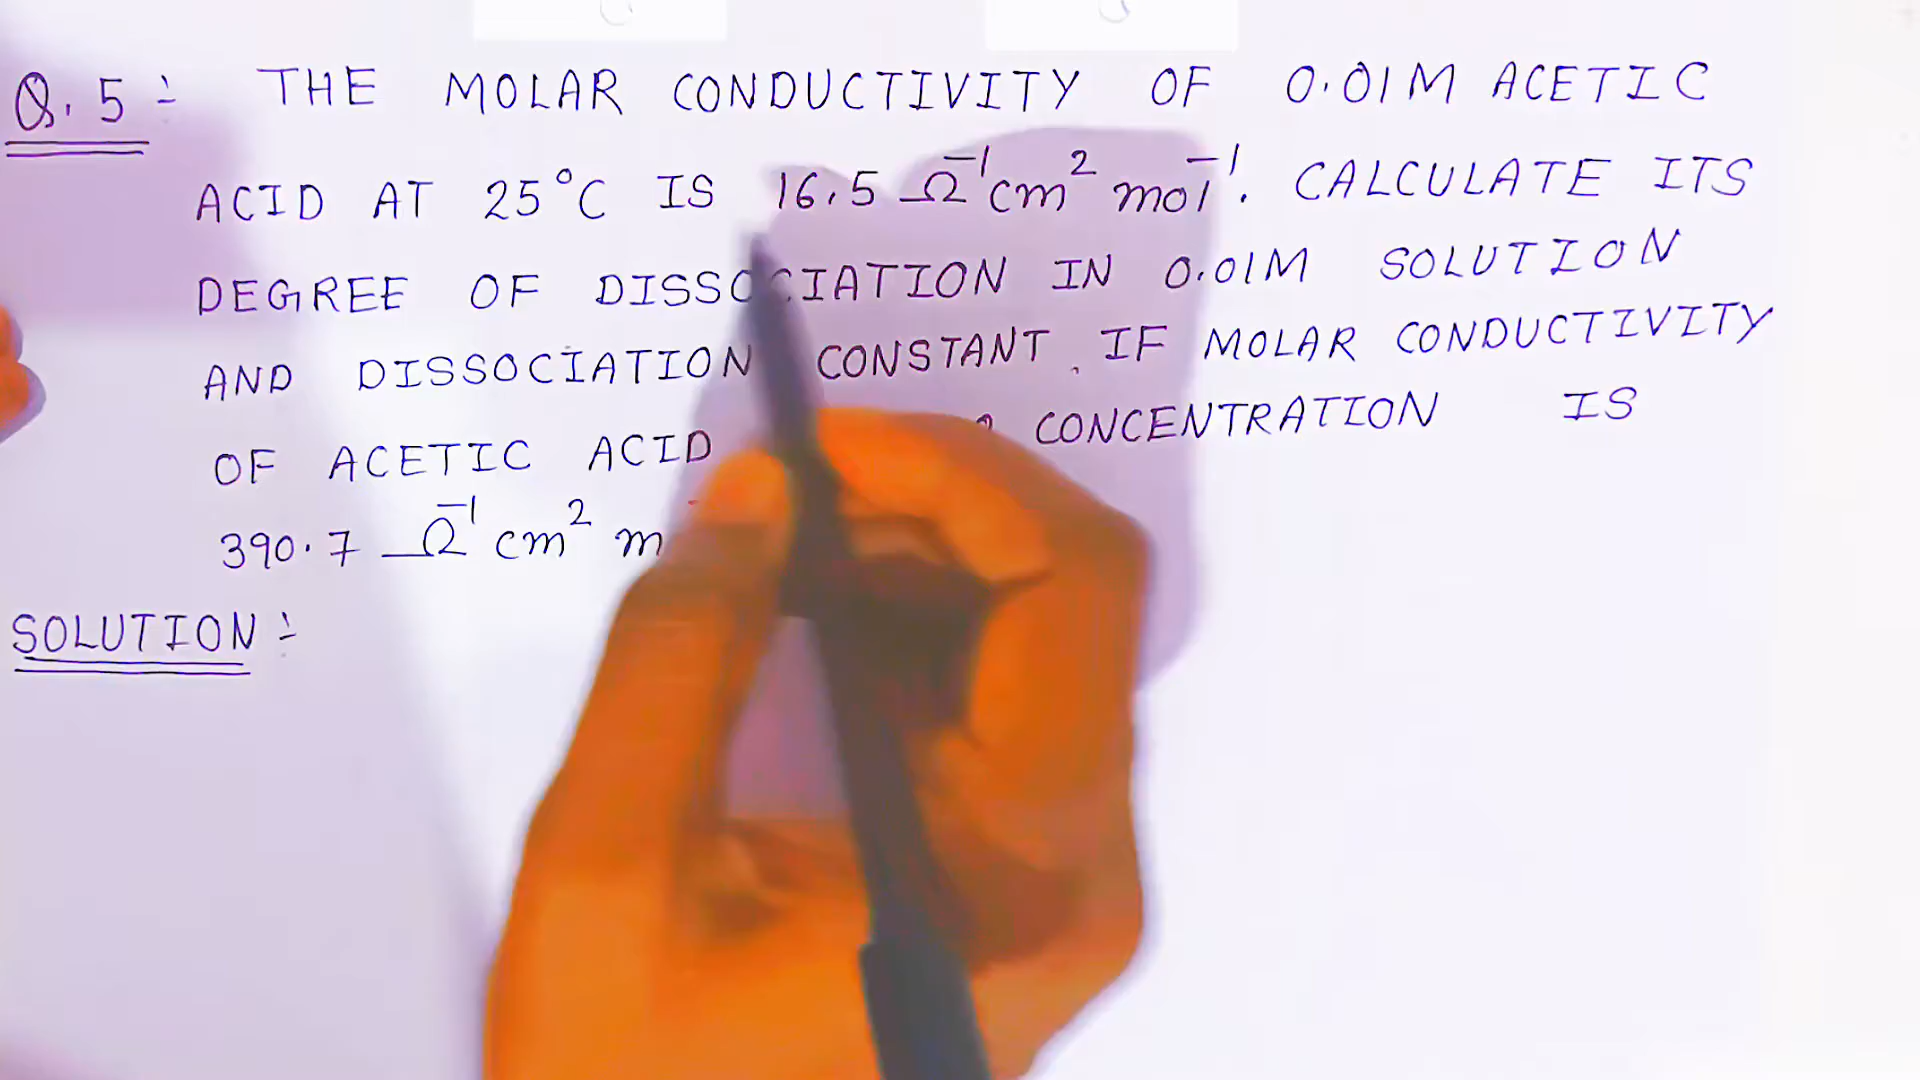 Q.5:- THE MOLAR CONDUCTIVITY OF 0.01M ACETIC
ACID AT 25°C IS 16.5 Ω⁻¹cm² mol⁻¹. CALCULATE ITS
DEGREE OF DISSOCIATION IN 0.01M SOLUTION
AND DISSOCIATION CONSTANT. IF MOLAR CONDUCTIVITY
OF ACETIC ACID CONCENTRATION IS
390.7 Ω⁻¹ cm² m
SOLUTION:-